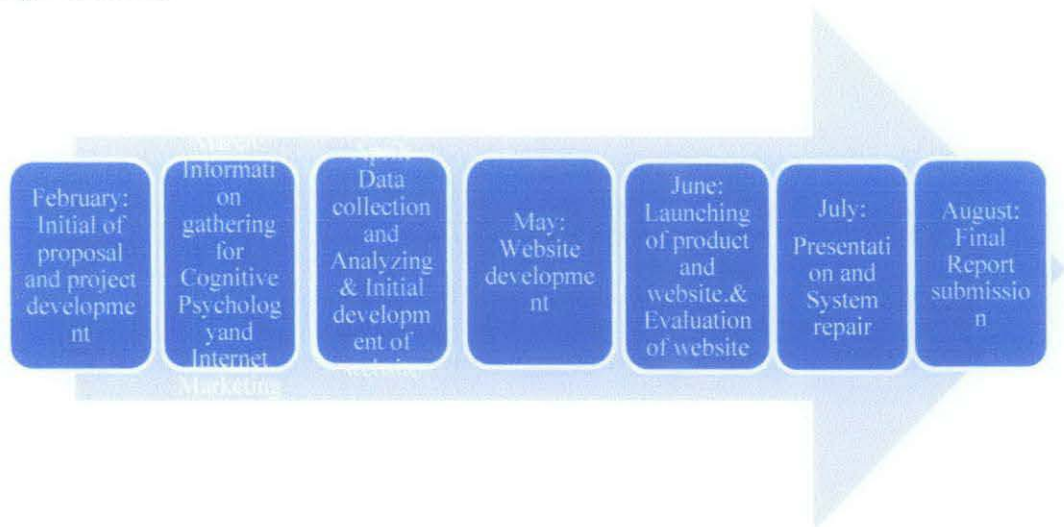 February:
Initial of
proposal
and project
developme
nt
Informati
on
gathering
for
Cognitive
Psycholog
yand
Internet
Marketing
Data
collection
and
Analyzing
& Initial
developm
ent of
May:
Website
developme
nt
June:
Launching
of product
and
website.&
Evaluation
of website
July:
Presentati
on and
System
repair
August:
Final
Report
submissio
n